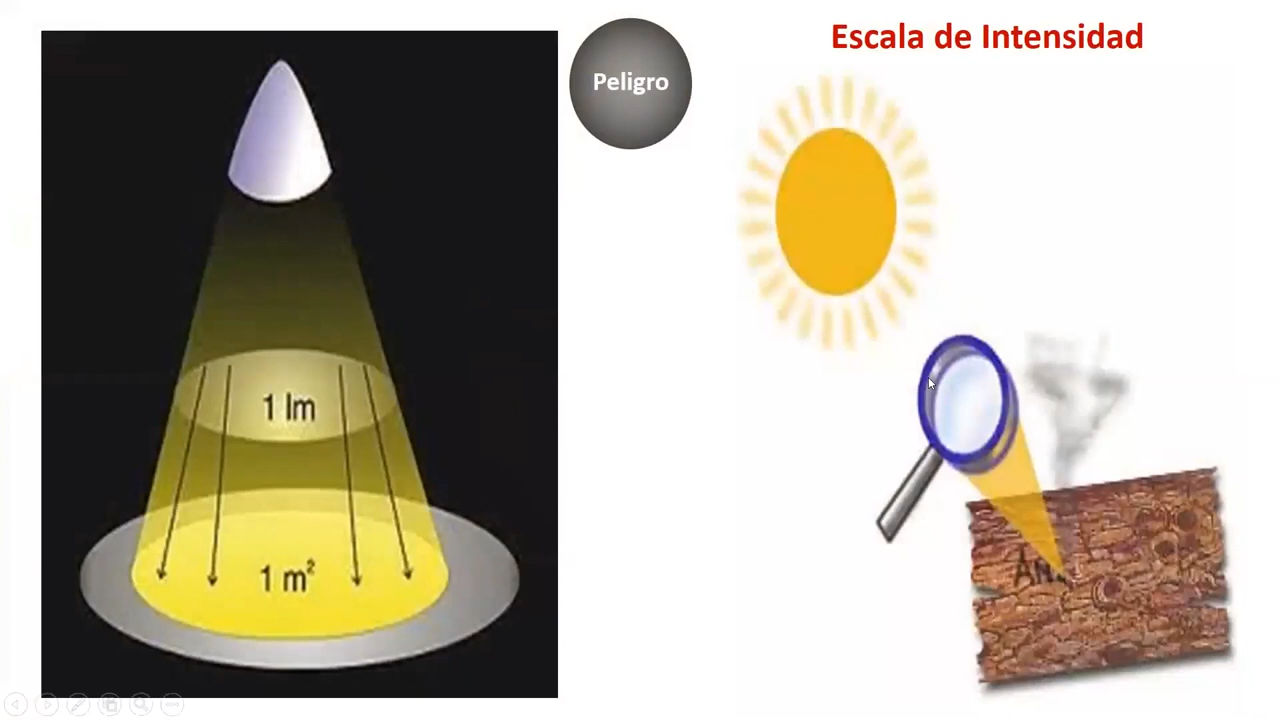 Peligro
Escala de Intensidad
1 lm
1 m²